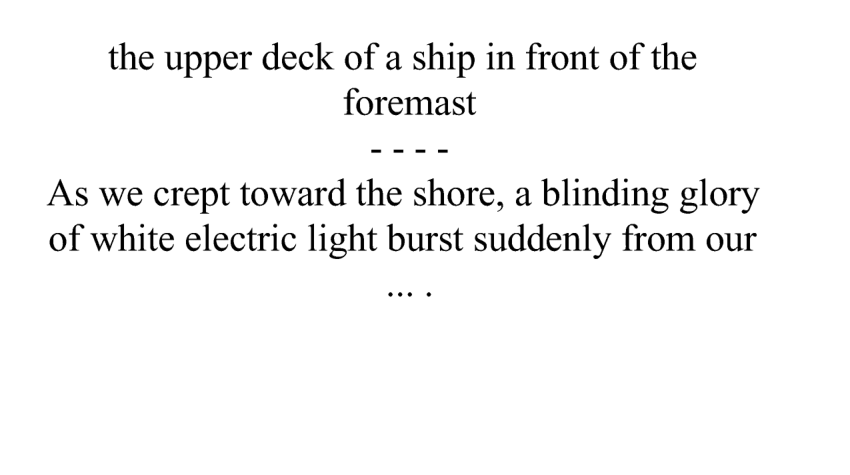 the upper deck of a ship in front of the
foremast
- - - -
As we crept toward the shore, a blinding glory
of white electric light burst suddenly from our
... .